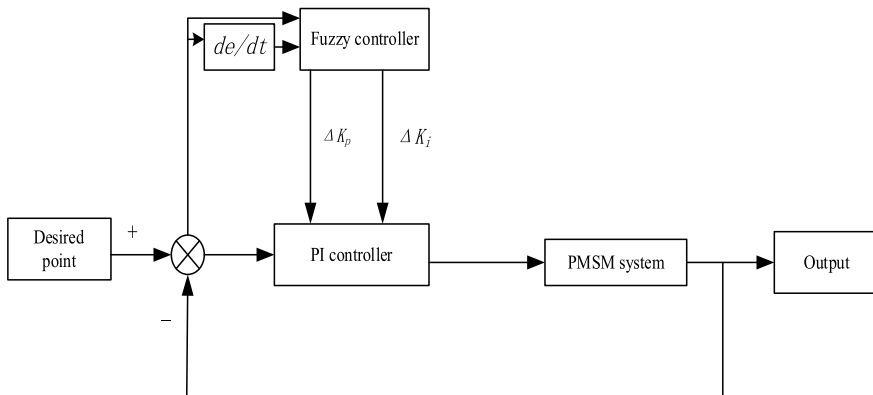 Fuzzy controller
de/dt
ΔKp
ΔKi
+
Desired
point
PI controller
PMSM system
Output
−